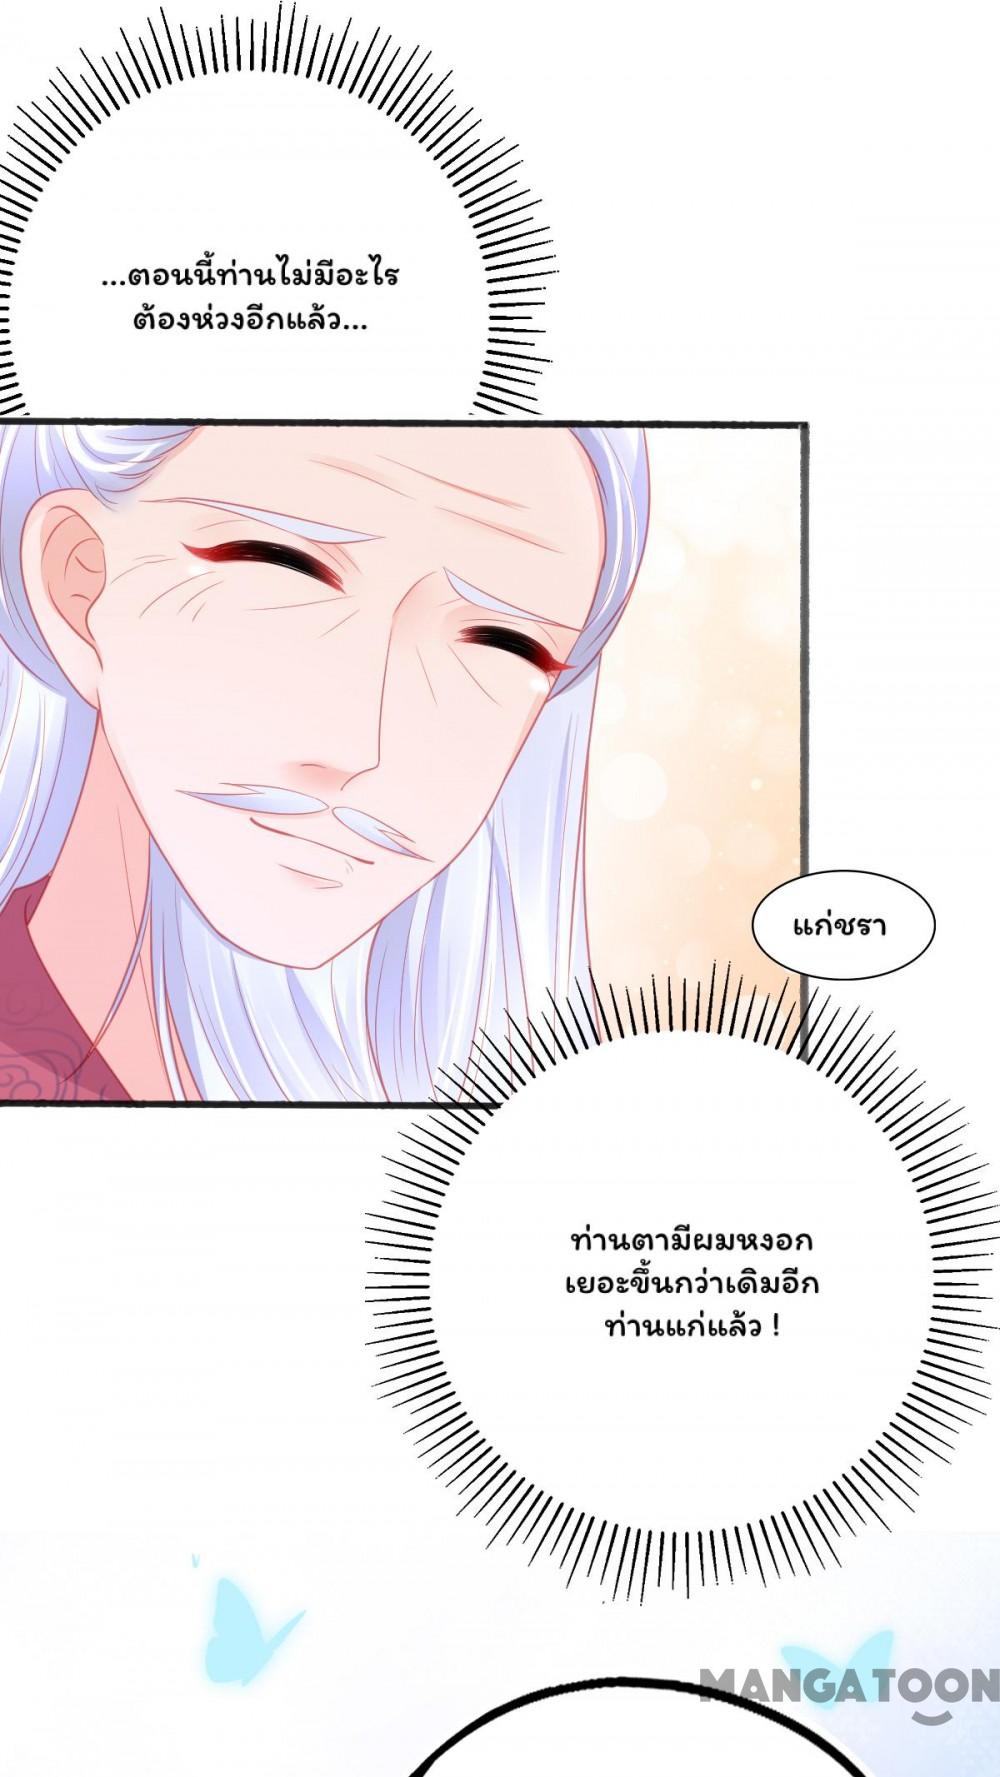 ...ตอนนี้ท่านไม่มีอะไร
ต้องห่วงอีกแล้ว...
แก่ชรา
ท่านตามีผมหงอก
เยอะขึ้นกว่าเดิมอีก
ท่านแก่แล้ว !
MANGATOON